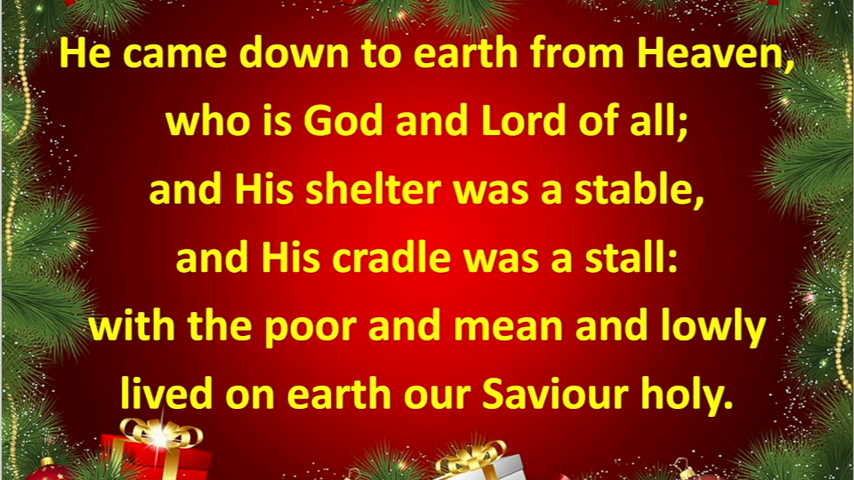 He came down to earth from Heaven,
who is God and Lord of all;
and His shelter was a stable,
and His cradle was a stall:
with the poor and mean and lowly
lived on earth our Saviour holy.